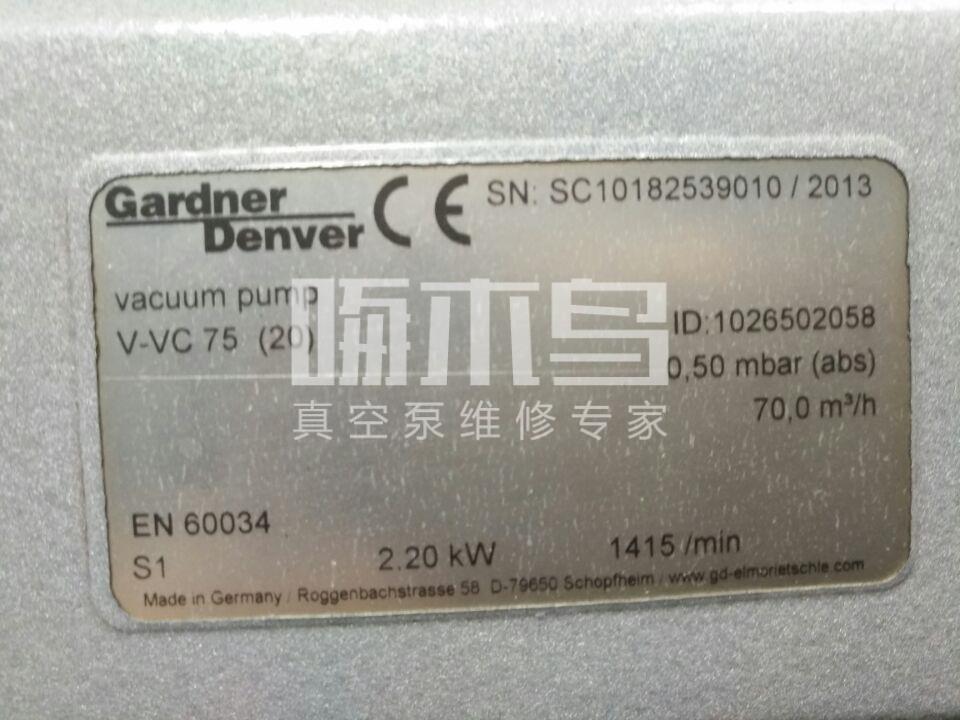 Gardner
Denver
CE
SN: SC10182539010 / 2013
vacuum pump
V-VC 75 (20)
ID:1026502058
0,50 mbar (abs)
70,0 m³/h
啄木鸟
真空泵维修专家
EN 60034
S1
2.20 kW
1415 /min
Made in Germany / Roggenbachstrasse 58 D-79650 Schopfheim / www.gd-elmorietschle.com